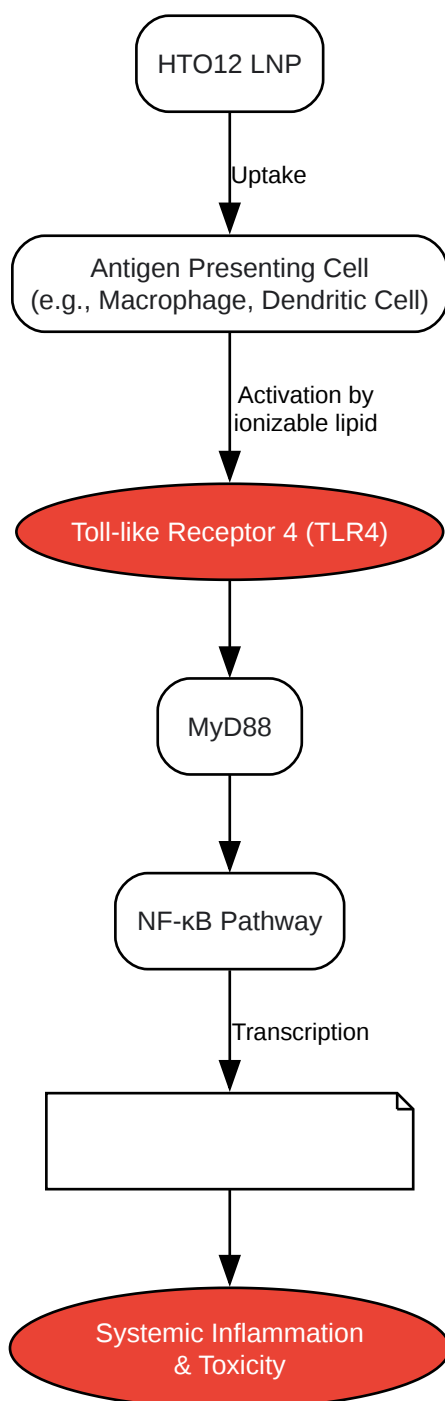 HTO12 LNP
Uptake
Antigen Presenting Cell
(e.g., Macrophage, Dendritic Cell)
Activation by
ionizable lipid
Toll-like Receptor 4 (TLR4)
MyD88
NF-κB Pathway
Transcription
Systemic Inflammation
& Toxicity